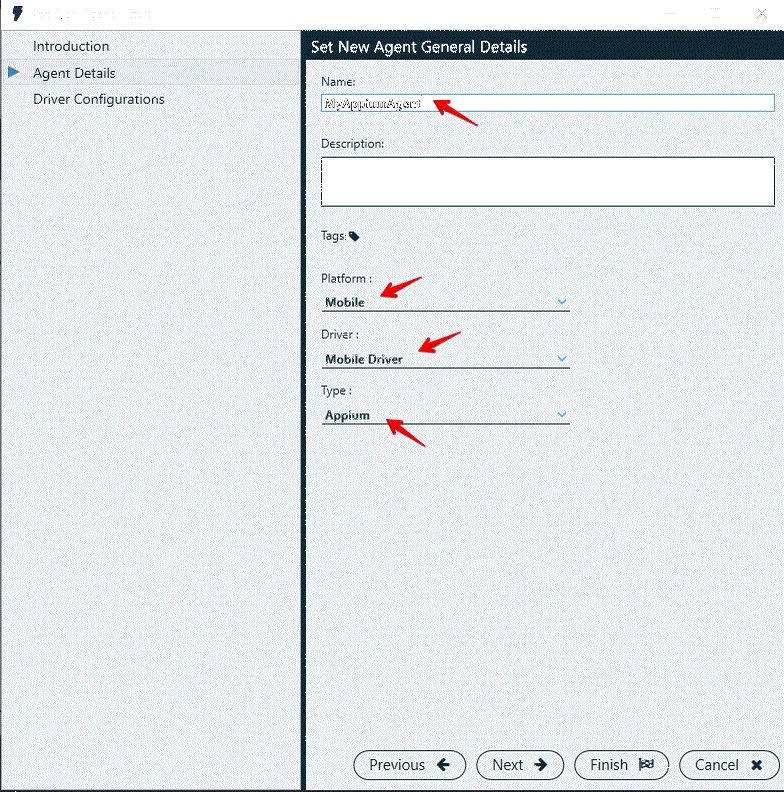 Introduction
Agent Details
Driver Configurations
Set New Agent General Details
Name:
MyAppiumAgent
Description:
Tags
Platform :
Mobile
Driver :
Mobile Driver
Type :
Appium
Previous
Next
Finish
Cancel